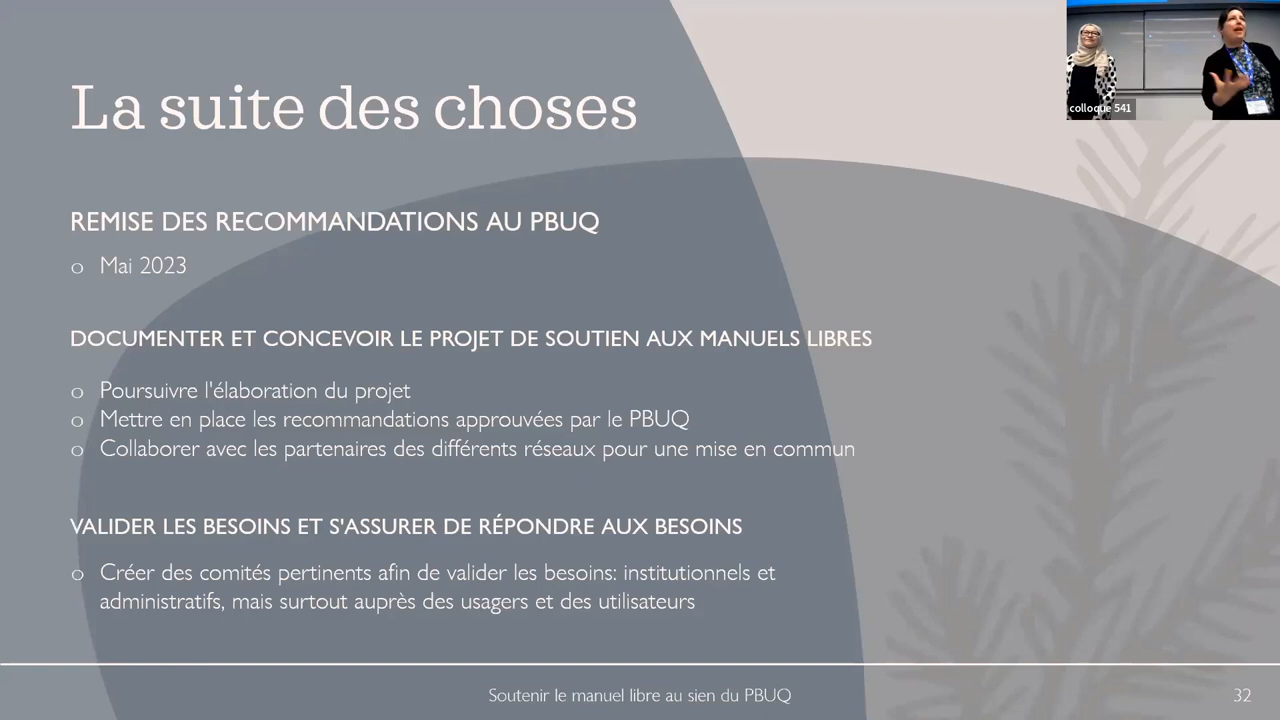 La suite des choses
colloque 541
REMISE DES RECOMMANDATIONS AU PBUQ
o Mai 2023
DOCUMENTER ET CONCEVOIR LE PROJET DE SOUTIEN AUX MANUELS LIBRES
o Poursuivre l'élaboration du projet
o Mettre en place les recommandations approuvées par le PBUQ
o Collaborer avec les partenaires des différents réseaux pour une mise en commun
VALIDER LES BESOINS ET S'ASSURER DE RÉPONDRE AUX BESOINS
o Créer des comités pertinents afin de valider les besoins: institutionnels et
administratifs, mais surtout auprès des usagers et des utilisateurs
Soutenir le manuel libre au sien du PBUQ
32